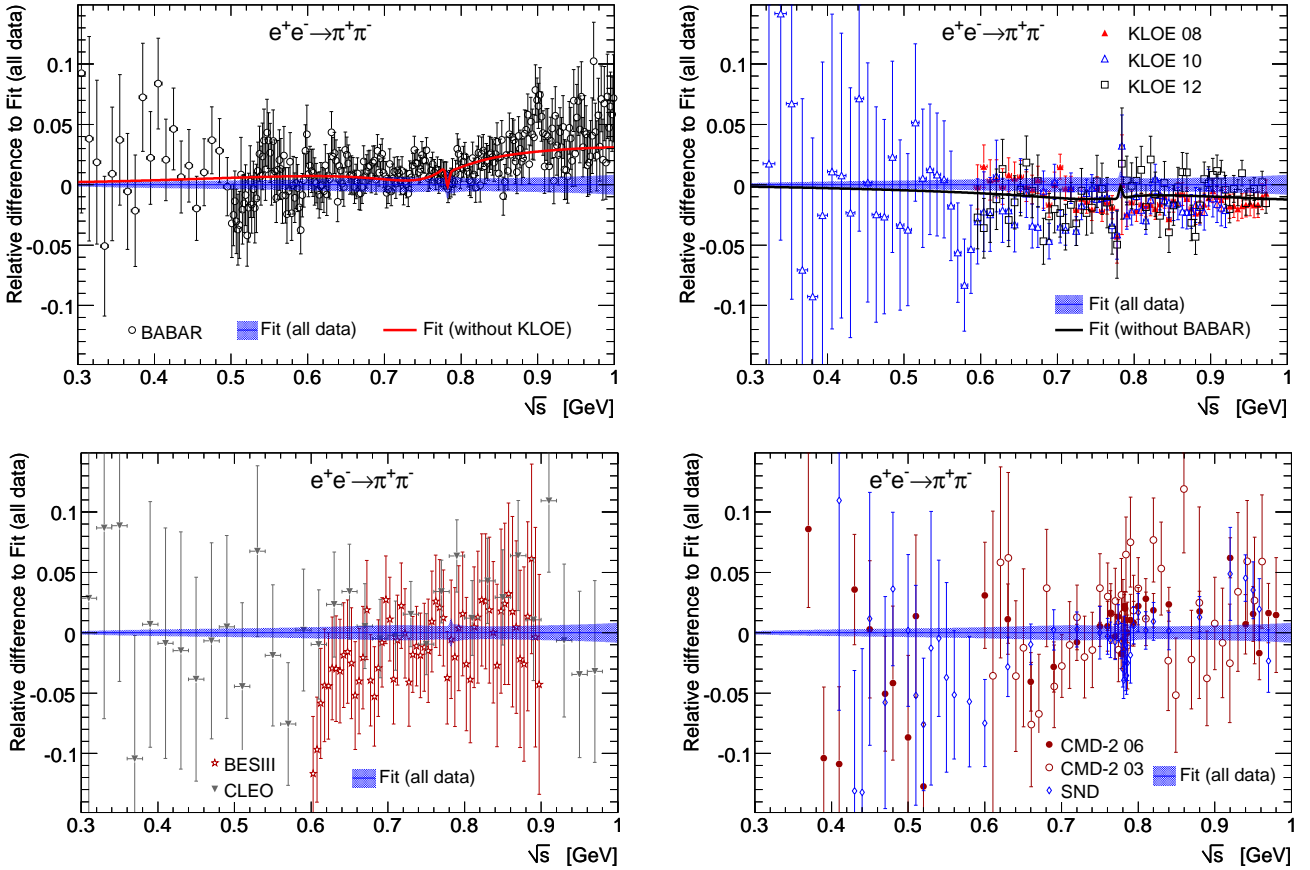 e⁺e⁻→π⁺π⁻
Relative difference to Fit (all data)
0.1
0.05
0
-0.05
-0.1
BABAR
Fit (all data)
Fit (without KLOE)
0.3 0.4 0.5 0.6 0.7 0.8 0.9 1
√s [GeV]
e⁺e⁻→π⁺π⁻
KLOE 08
KLOE 10
KLOE 12
Relative difference to Fit (all data)
0.1
0.05
0
-0.05
-0.1
Fit (all data)
Fit (without BABAR)
0.3 0.4 0.5 0.6 0.7 0.8 0.9 1
√s [GeV]
e⁺e⁻→π⁺π⁻
Relative difference to Fit (all data)
0.1
0.05
0
-0.05
-0.1
BESIII
CLEO
Fit (all data)
0.3 0.4 0.5 0.6 0.7 0.8 0.9 1
√s [GeV]
e⁺e⁻→π⁺π⁻
Relative difference to Fit (all data)
0.1
0.05
0
-0.05
-0.1
CMD-2 06
CMD-2 03
SND
Fit (all data)
0.3 0.4 0.5 0.6 0.7 0.8 0.9 1
√s [GeV]